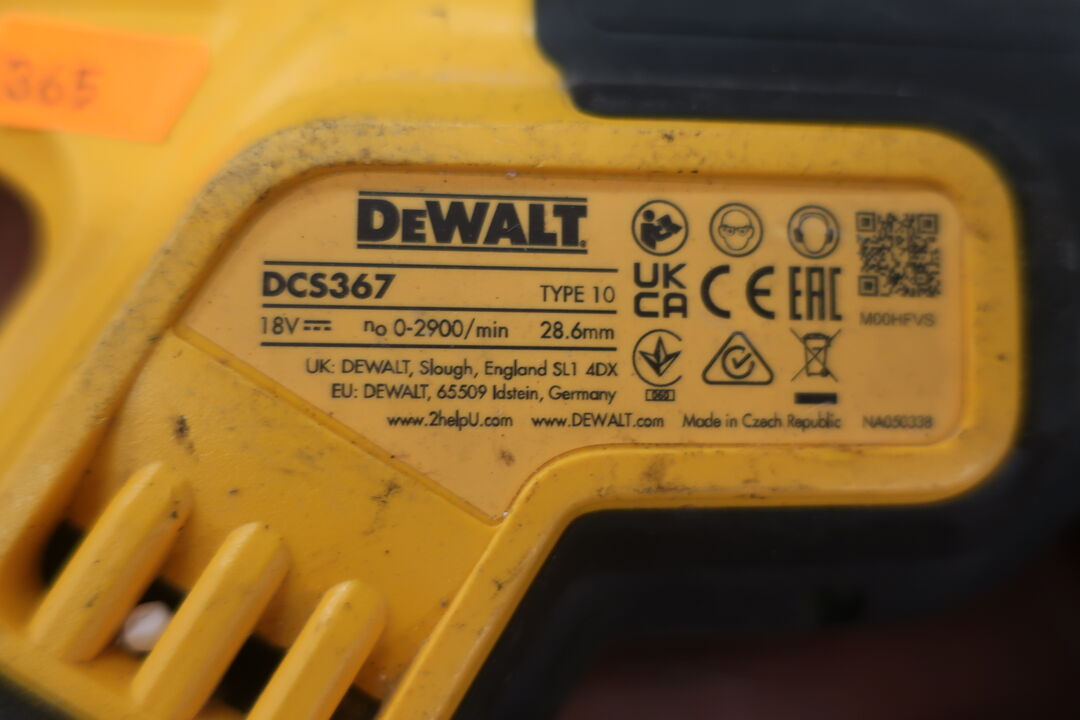 365
DEWALT
DCS367 TYPE 10
18V n₀ 0-2900/min 28.6mm
UK: DEWALT, Slough, England SL1 4DX
EU: DEWALT, 65509 Idstein, Germany
www.2helpU.com www.DEWALT.com Made in Czech Republic NA050338
UK
CA CE EAC
M00HFVS
060